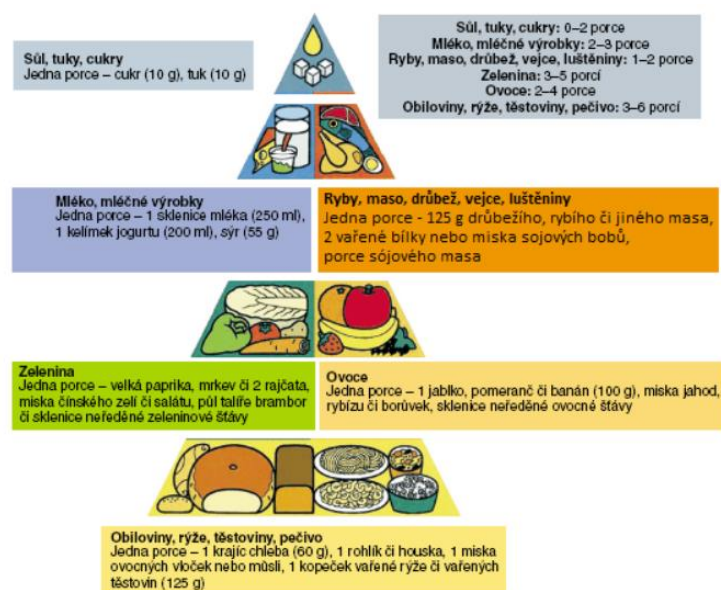 Sůl, tuky, cukry
Jedna porce – cukr (10 g), tuk (10 g)
Sůl, tuky, cukry: 0–2 porce
Mléko, mléčné výrobky: 2–3 porce
Ryby, maso, drůbež, vejce, luštěniny: 1–2 porce
Zelenina: 3–5 porcí
Ovoce: 2–4 porce
Obiloviny, rýže, těstoviny, pečivo: 3–6 porcí
Mléko, mléčné výrobky
Jedna porce – 1 sklenice mléka (250 ml),
1 kelímek jogurtu (200 ml), sýr (55 g)
Ryby, maso, drůbež, vejce, luštěniny
Jedna porce - 125 g drůbežího, rybího či jiného masa,
2 vařené bílky nebo miska sojových bobů,
porce sójového masa
Zelenina
Jedna porce – velká paprika, mrkev či 2 rajčata,
miska čínského zelí či salátu, půl talíře brambor
či sklenice neředěné zeleninové šťávy
Ovoce
Jedna porce – 1 jablko, pomeranč či banán (100 g), miska jahod,
rybízu či borůvek, sklenice neředěné ovocné šťávy
Obiloviny, rýže, těstoviny, pečivo
Jedna porce – 1 krajíc chleba (60 g), 1 rohlík či houska, 1 miska
ovocných vloček nebo műsli, 1 kopeček vařené rýže či vařených
těstovin (125 g)